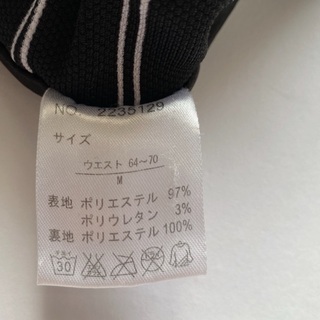 NO. 2235129
サイズ
ウエスト 64~70
M
表地 ポリエステル 97%
ポリウレタン 3%
裏地 ポリエステル 100%
30